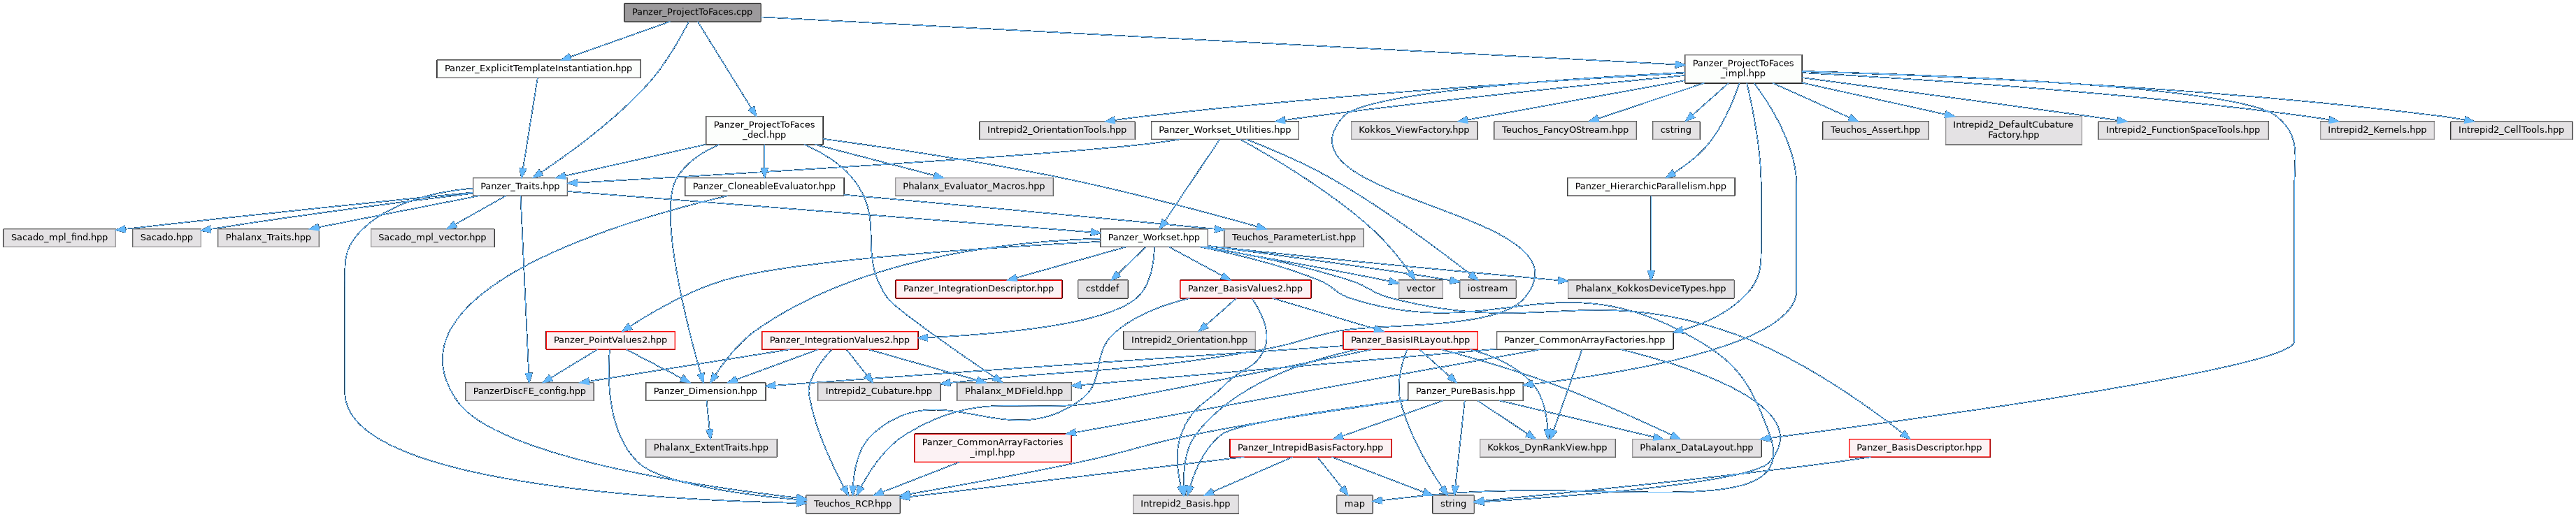 Panzer_ProjectToFaces.cpp
Panzer_ExplicitTemplateInstantiation.hpp
Panzer_ProjectToFaces
_impl.hpp
Panzer_ProjectToFaces
_decl.hpp
Intrepid2_OrientationTools.hpp
Panzer_Workset_Utilities.hpp
Kokkos_ViewFactory.hpp
Teuchos_FancyOStream.hpp
cstring
Teuchos_Assert.hpp
Intrepid2_DefaultCubature
Factory.hpp
Intrepid2_FunctionSpaceTools.hpp
Intrepid2_Kernels.hpp
Intrepid2_CellTools.hpp
Panzer_Traits.hpp
Panzer_CloneableEvaluator.hpp
Phalanx_Evaluator_Macros.hpp
Panzer_HierarchicParallelism.hpp
Sacado_mpl_find.hpp
Sacado.hpp
Phalanx_Traits.hpp
Sacado_mpl_vector.hpp
Panzer_Workset.hpp
Teuchos_ParameterList.hpp
Panzer_IntegrationDescriptor.hpp
cstddef
Panzer_BasisValues2.hpp
vector
iostream
Phalanx_KokkosDeviceTypes.hpp
Panzer_PointValues2.hpp
Panzer_IntegrationValues2.hpp
Intrepid2_Orientation.hpp
Panzer_BasisIRLayout.hpp
Panzer_CommonArrayFactories.hpp
PanzerDiscFE_config.hpp
Panzer_Dimension.hpp
Intrepid2_Cubature.hpp
Phalanx_MDField.hpp
Panzer_PureBasis.hpp
Phalanx_ExtentTraits.hpp
Panzer_CommonArrayFactories
_impl.hpp
Panzer_IntrepidBasisFactory.hpp
Kokkos_DynRankView.hpp
Phalanx_DataLayout.hpp
Panzer_BasisDescriptor.hpp
Teuchos_RCP.hpp
Intrepid2_Basis.hpp
map
string